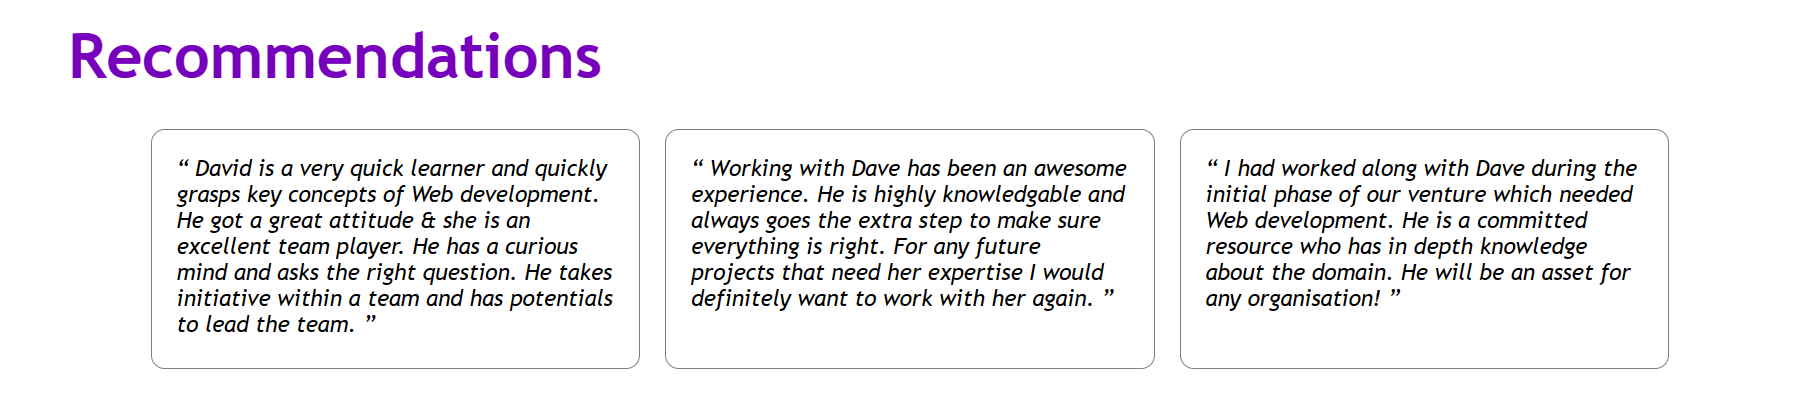 Recommendations
“ David is a very quick learner and quickly
grasps key concepts of Web development.
He got a great attitude & she is an
excellent team player. He has a curious
mind and asks the right question. He takes
initiative within a team and has potentials
to lead the team. ”
“ Working with Dave has been an awesome
experience. He is highly knowledgable and
always goes the extra step to make sure
everything is right. For any future
projects that need her expertise I would
definitely want to work with her again. ”
“ I had worked along with Dave during the
initial phase of our venture which needed
Web development. He is a committed
resource who has in depth knowledge
about the domain. He will be an asset for
any organisation! ”